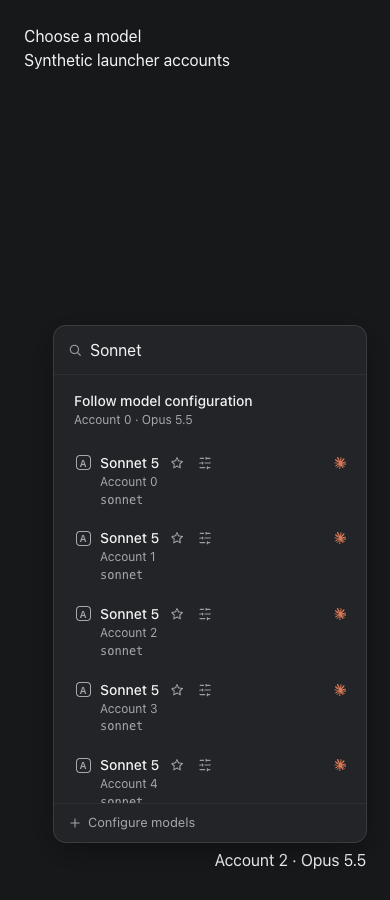 Choose a model
Synthetic launcher accounts
Sonnet
Follow model configuration
Account 0 · Opus 5.5
A Sonnet 5
Account 0
sonnet
A Sonnet 5
Account 1
sonnet
A Sonnet 5
Account 2
sonnet
A Sonnet 5
Account 3
sonnet
A Sonnet 5
Account 4
sonnet
Configure models
Account 2 · Opus 5.5